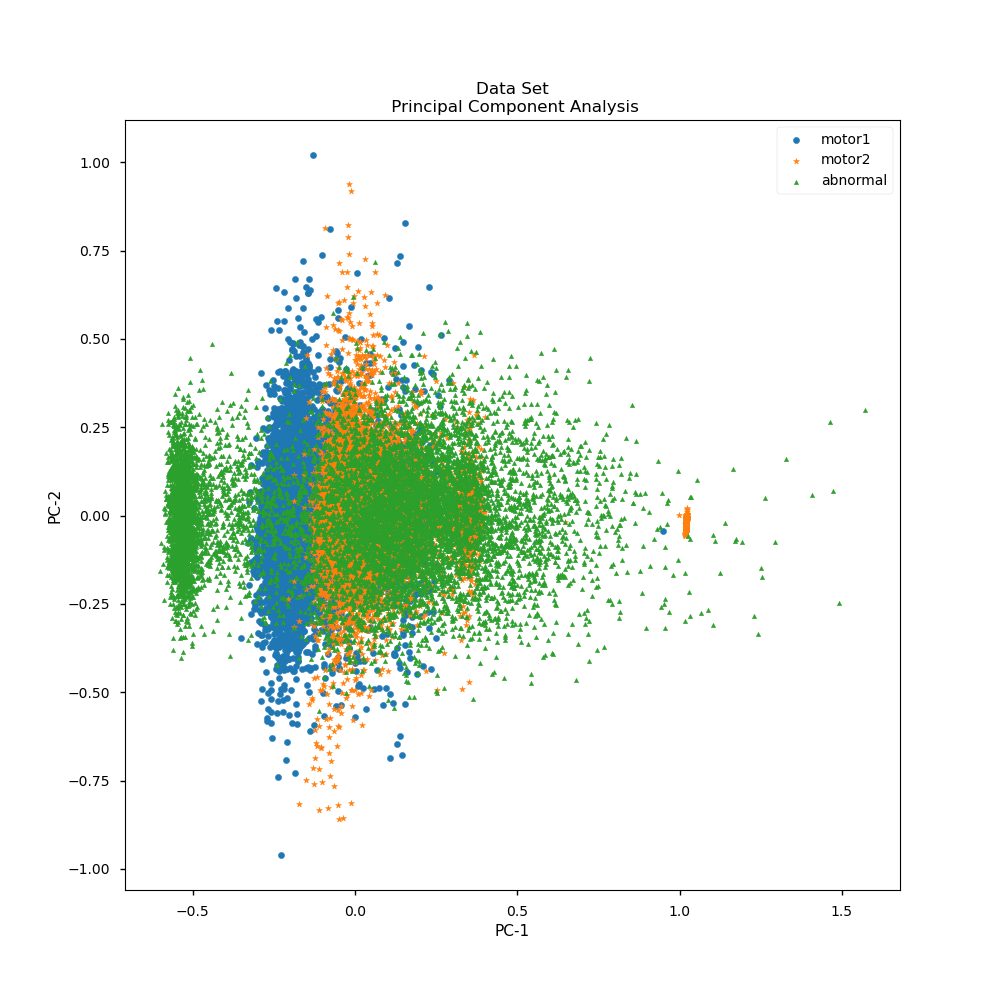 Data Set
Principal Component Analysis
motor1
motor2
abnormal
1.00
0.75
0.50
0.25
0.00
−0.25
−0.50
−0.75
−1.00
PC-2
−0.5
0.0
0.5
1.0
1.5
PC-1